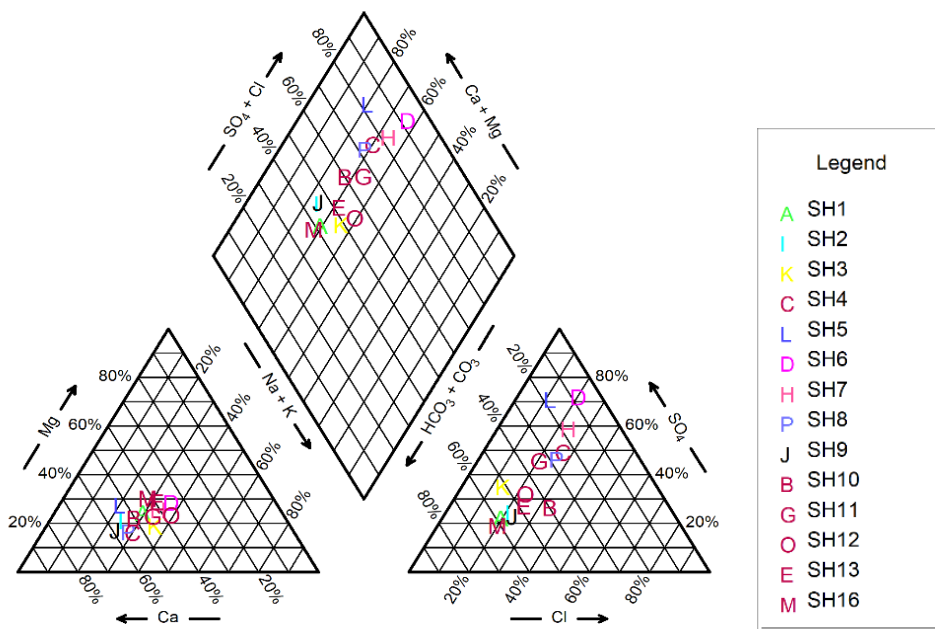 80%
80%
60%
60%
40%
40%
20%
20%
SO₄ + Cl
Ca + Mg
L
D
H
C
P
B
G
I
J
E
O
M
A
K
Na + K
HCO₃ + CO₃
Mg
20%
80%
40%
60%
60%
40%
80%
20%
L
M
E
H
D
A
I
B
G
O
K
J
P
C
80%
60%
40%
20%
Ca
SO₄
20%
80%
40%
60%
60%
40%
80%
20%
L
D
H
C
G
P
K
O
E
B
I
J
A
M
20%
40%
60%
80%
Cl
Legend
A SH1
I SH2
K SH3
C SH4
L SH5
D SH6
H SH7
P SH8
J SH9
B SH10
G SH11
O SH12
E SH13
M SH16